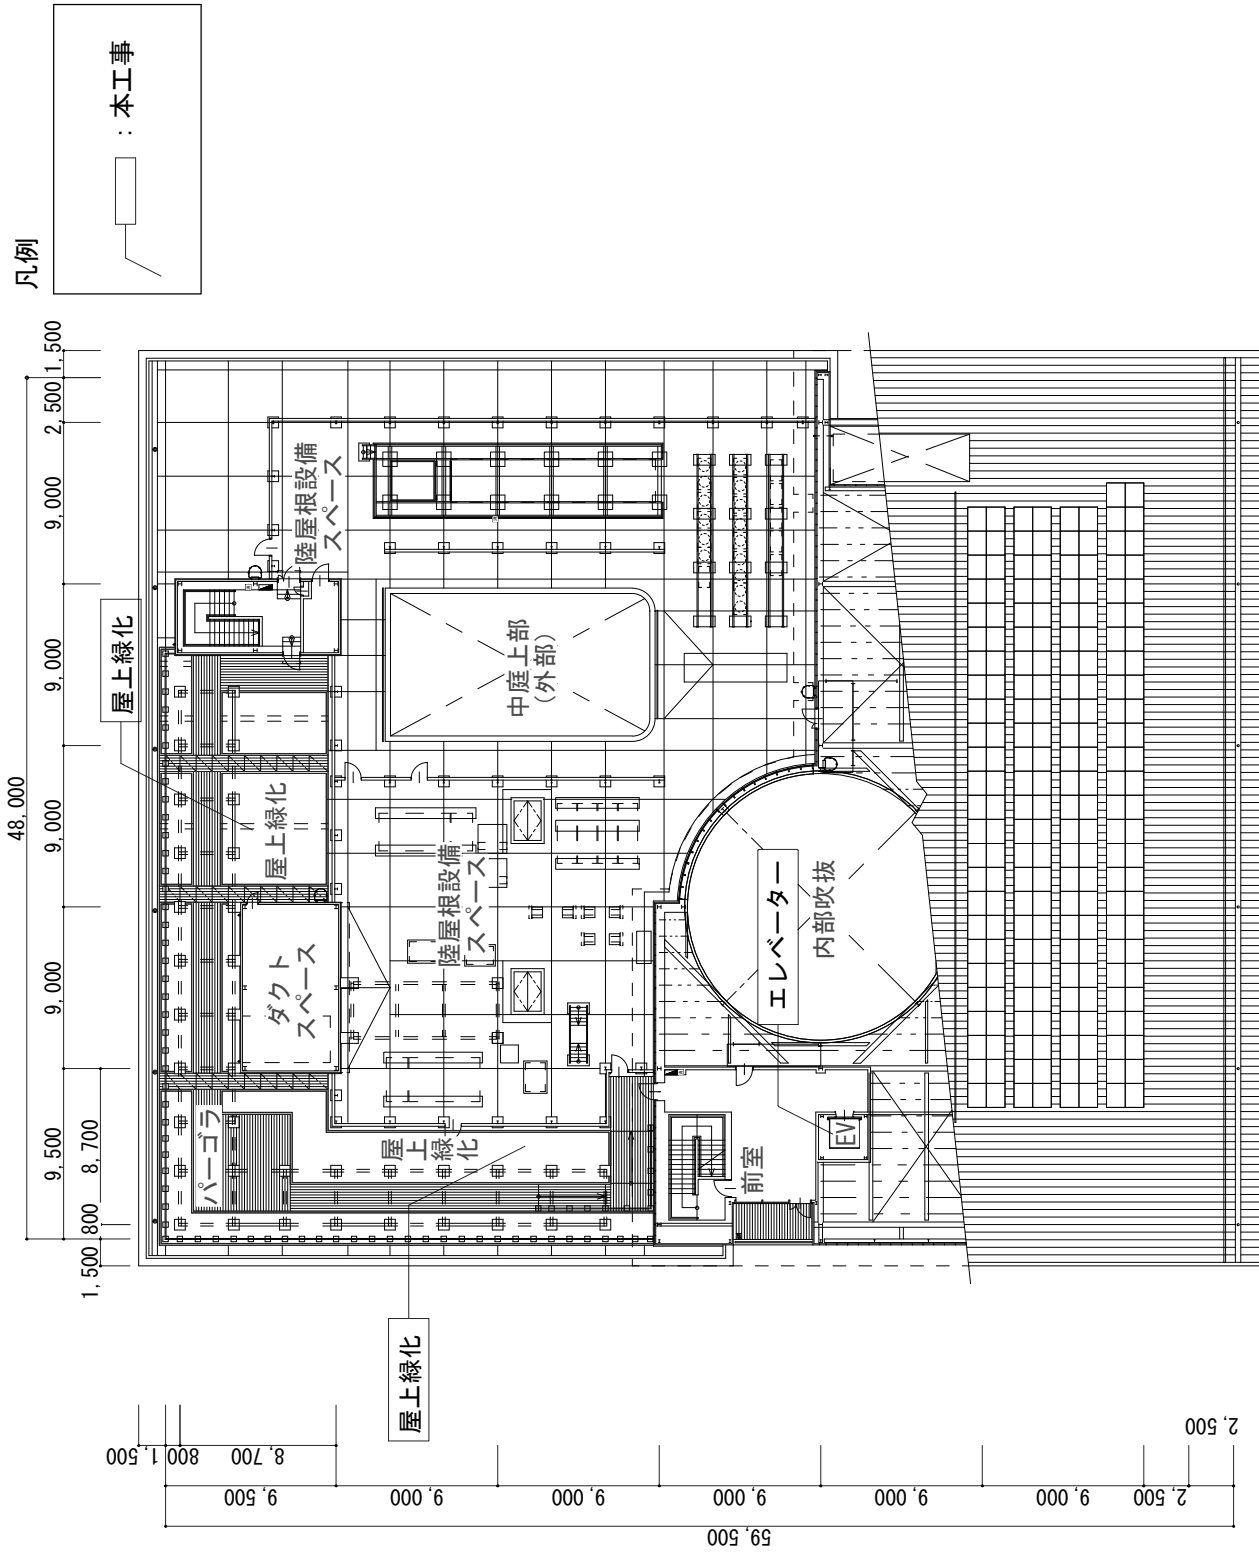 凡例
：本工事
48,000
1,500
2,500
9,000
9,000
9,000
9,000
9,500
8,700
800
1,500
屋上緑化
陸屋根設備
スペース
中庭上部
（外部）
屋上緑化
陸屋根設備
スペース
ダクト
スペース
エレベーター
内部吹抜
パーゴラ
屋上
緑化
前室
EV
屋上緑化
1,500
800
8,700
9,500
9,000
9,000
9,000
9,000
9,000
2,500
2,500
59,500